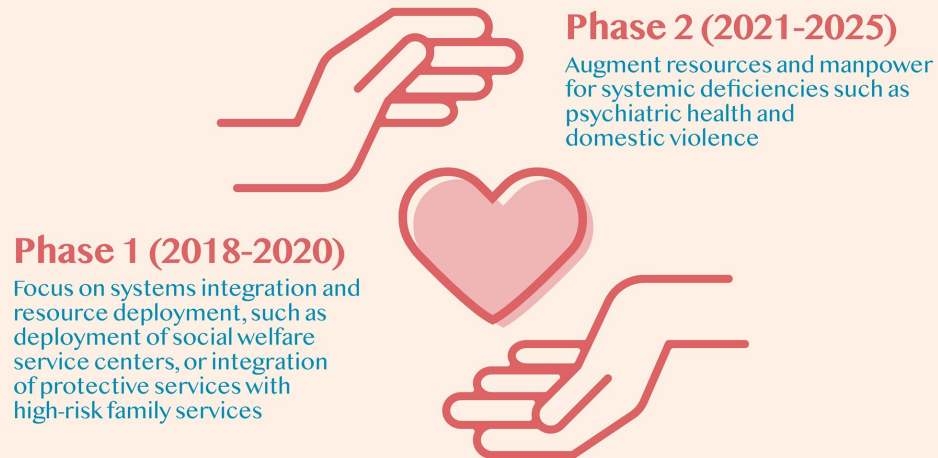 Phase 2 (2021-2025)
Augment resources and manpower
for systemic deficiencies such as
psychiatric health and
domestic violence
Phase 1 (2018-2020)
Focus on systems integration and
resource deployment, such as
deployment of social welfare
service centers, or integration
of protective services with
high-risk family services